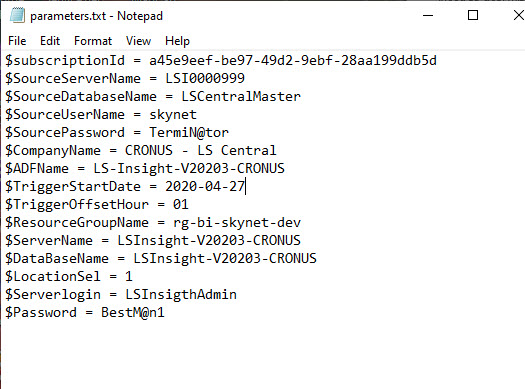 parameters.txt - Notepad
File Edit Format View Help
$subscriptionId = a45e9eef-be97-49d2-9ebf-28aa199ddb5d
$SourceServerName = LSI0000999
$SourceDatabaseName = LSCentralMaster
$SourceUserName = skynet
$SourcePassword = TermiN@tor
$CompanyName = CRONUS - LS Central
$ADFName = LS-Insight-V20203-CRONUS
$TriggerStartDate = 2020-04-27
$TriggerOffsetHour = 01
$ResourceGroupName = rg-bi-skynet-dev
$ServerName = LSInsight-V20203-CRONUS
$DataBaseName = LSInsight-V20203-CRONUS
$LocationSel = 1
$Serverlogin = LSInsigthAdmin
$Password = BestM@n1